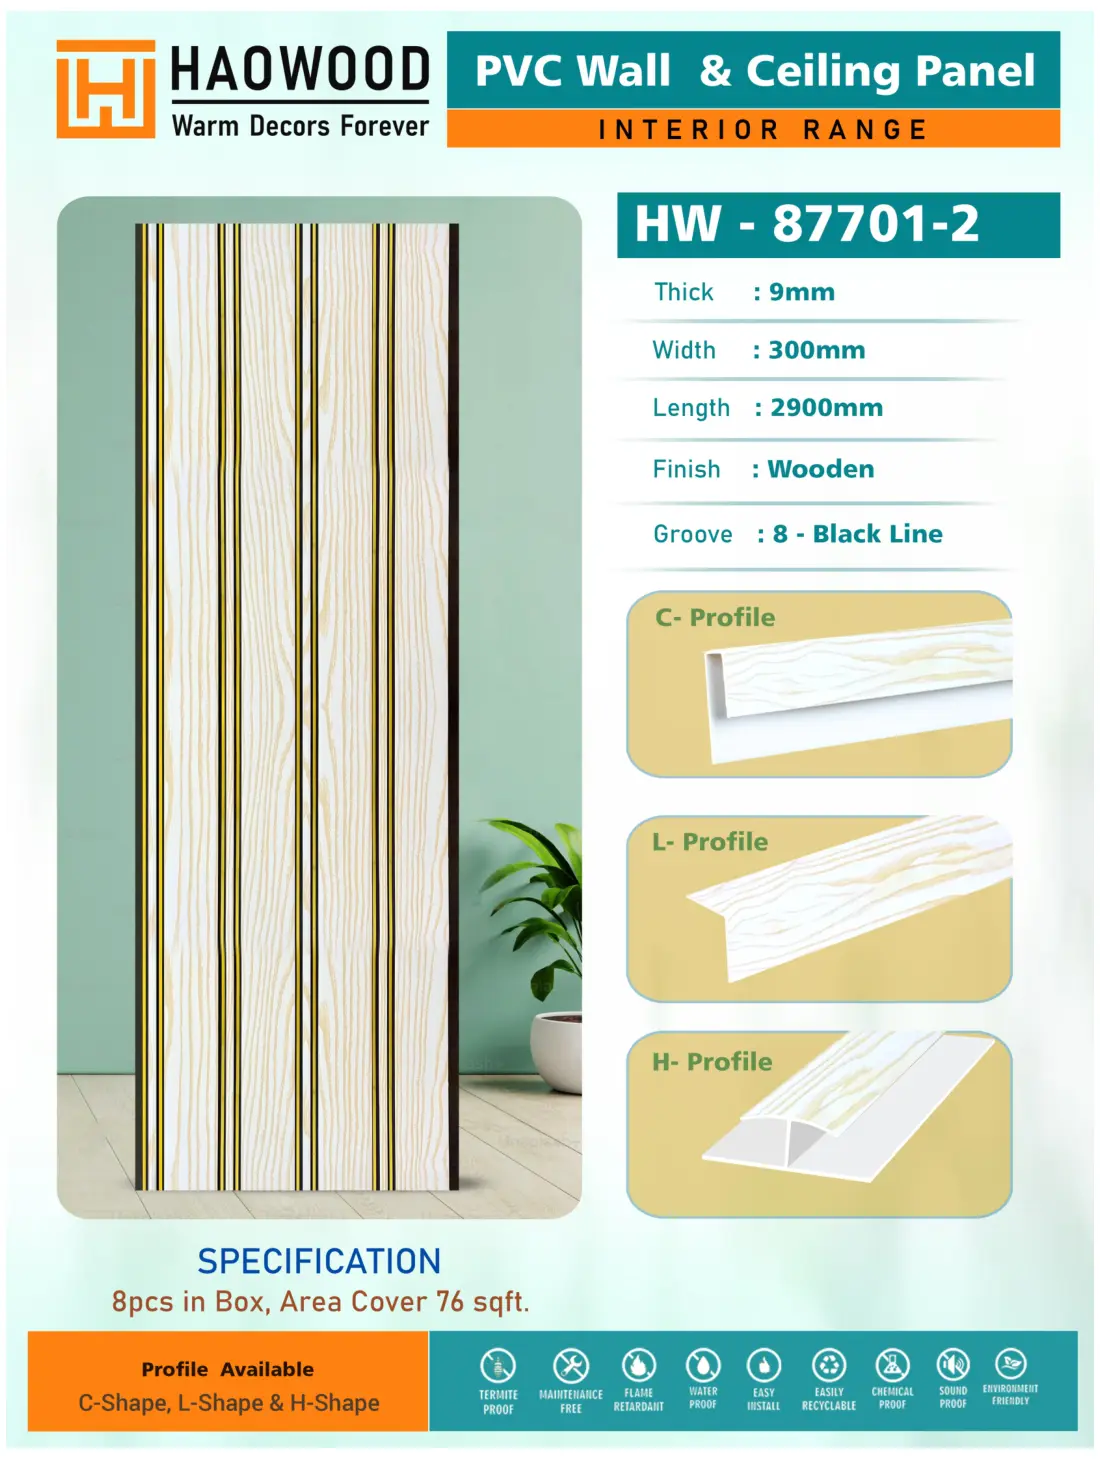 HAOWOOD
Warm Decors Forever
PVC Wall & Ceiling Panel
INTERIOR RANGE
HW - 87701-2
Thick : 9mm
Width : 300mm
Length : 2900mm
Finish : Wooden
Groove : 8 - Black Line
C- Profile
L- Profile
H- Profile
SPECIFICATION
8pcs in Box, Area Cover 76 sqft.
Profile Available
C-Shape, L-Shape & H-Shape
TERMITE
PROOF
MAINTENANCE
FREE
FLAME
RETARDANT
WATER
PROOF
EASY
INSTALL
EASILY
RECYCLABLE
CHEMICAL
PROOF
SOUND
PROOF
ENVIRONMENT
FRIENDLY